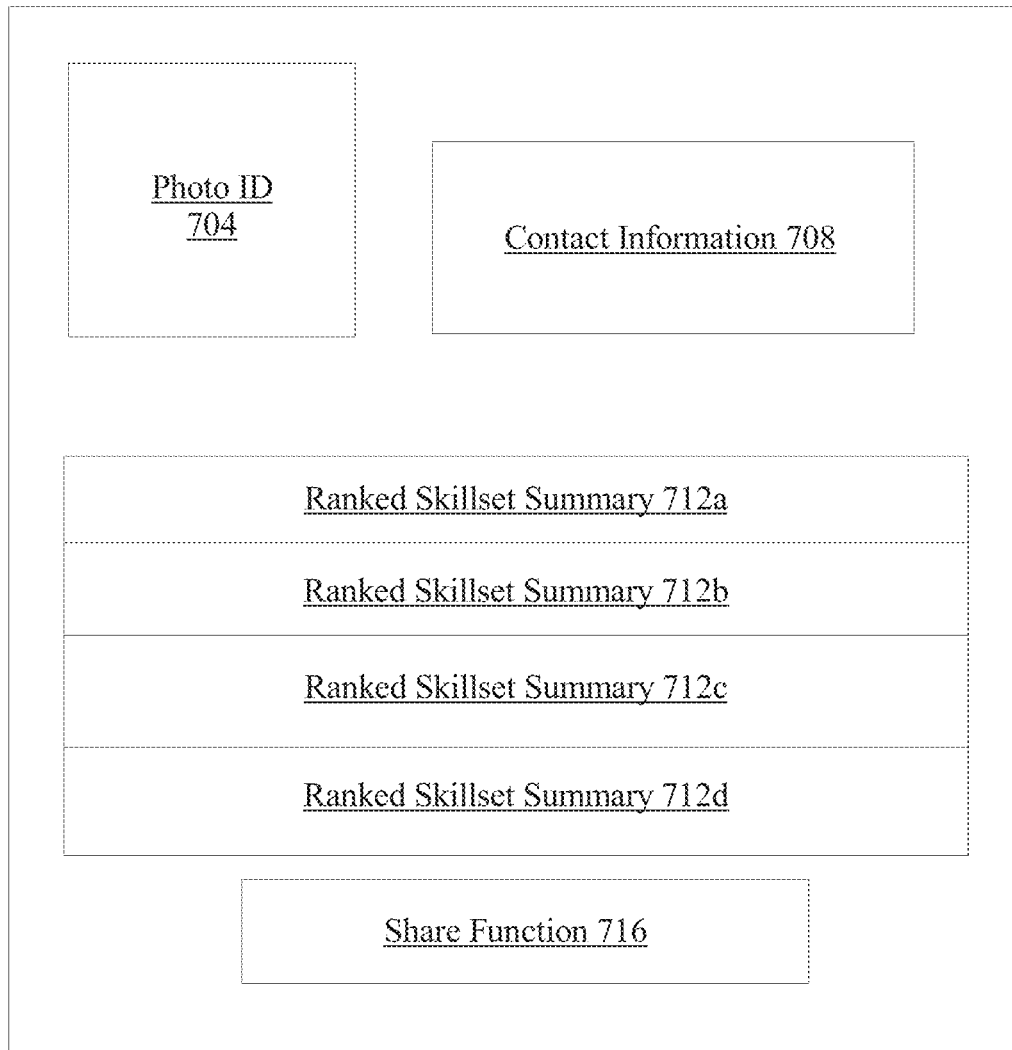 Photo ID
704
Contact Information 708
Ranked Skillset Summary 712a
Ranked Skillset Summary 712b
Ranked Skillset Summary 712c
Ranked Skillset Summary 712d
Share Function 716